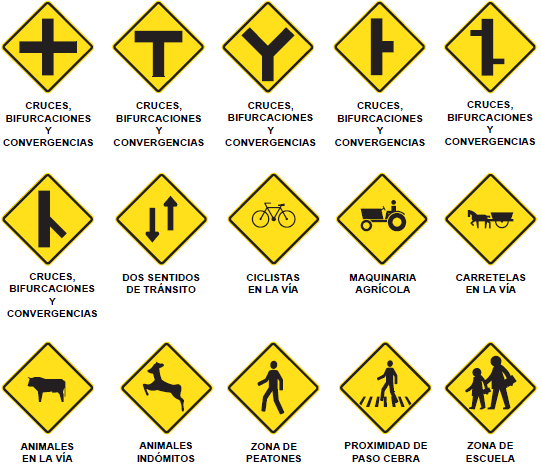 CRUCES,
BIFURCACIONES
Y
CONVERGENCIAS
CRUCES,
BIFURCACIONES
Y
CONVERGENCIAS
CRUCES,
BIFURCACIONES
Y
CONVERGENCIAS
CRUCES,
BIFURCACIONES
Y
CONVERGENCIAS
CRUCES,
BIFURCACIONES
Y
CONVERGENCIAS
CRUCES,
BIFURCACIONES
Y
CONVERGENCIAS
DOS SENTIDOS
DE TRÁNSITO
CICLISTAS
EN LA VÍA
MAQUINARIA
AGRÍCOLA
CARRETELAS
EN LA VÍA
ANIMALES
EN LA VÍA
ANIMALES
INDÓMITOS
ZONA DE
PEATONES
PROXIMIDAD DE
PASO CEBRA
ZONA DE
ESCUELA